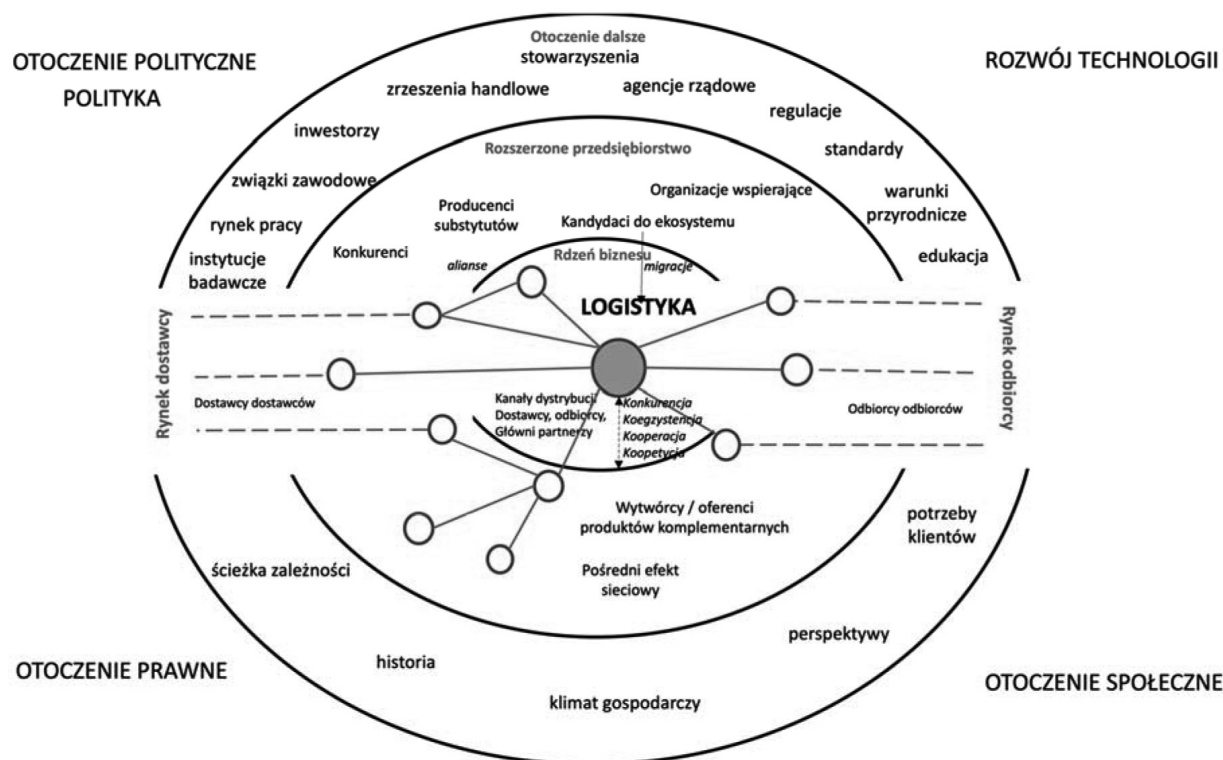 OTOCZENIE POLITYCZNE
POLITYKA
ROZWÓJ TECHNOLOGII
Otoczenie dalsze
stowarzyszenia
zrzeszenia handlowe
agencje rządowe
inwestorzy
regulacje
standardy
związki zawodowe
warunki
przyrodnicze
rynek pracy
instytucje
badawcze
edukacja
Rozszerzone przedsiębiorstwo
Organizacje wspierające
Producenci
substytutów
Kandydaci do ekosystemu
Konkurenci
Rdzeń biznesu
alianse
migracje
LOGISTYKA
Rynek dostawcy
Rynek odbiorcy
Dostawcy dostawców
Kanały dystrybucji
Dostawcy, odbiorcy,
Główni partnerzy
Konkurencja
Koegzystencja
Kooperacja
Koopetycja
Odbiorcy odbiorców
Wytwórcy / oferenci
produktów komplementarnych
Pośredni efekt
sieciowy
potrzeby
klientów
ścieżka zależności
perspektywy
historia
klimat gospodarczy
OTOCZENIE PRAWNE
OTOCZENIE SPOŁECZNE